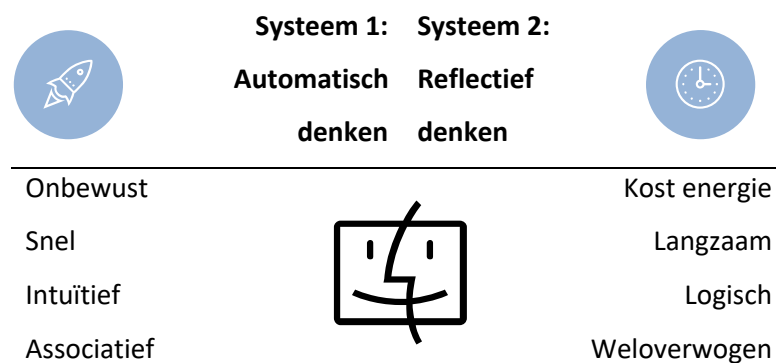 Systeem 1:
Automatisch
denken
Systeem 2:
Reflectief
denken
Onbewust
Snel
Intuïtief
Associatief
Kost energie
Langzaam
Logisch
Weloverwogen